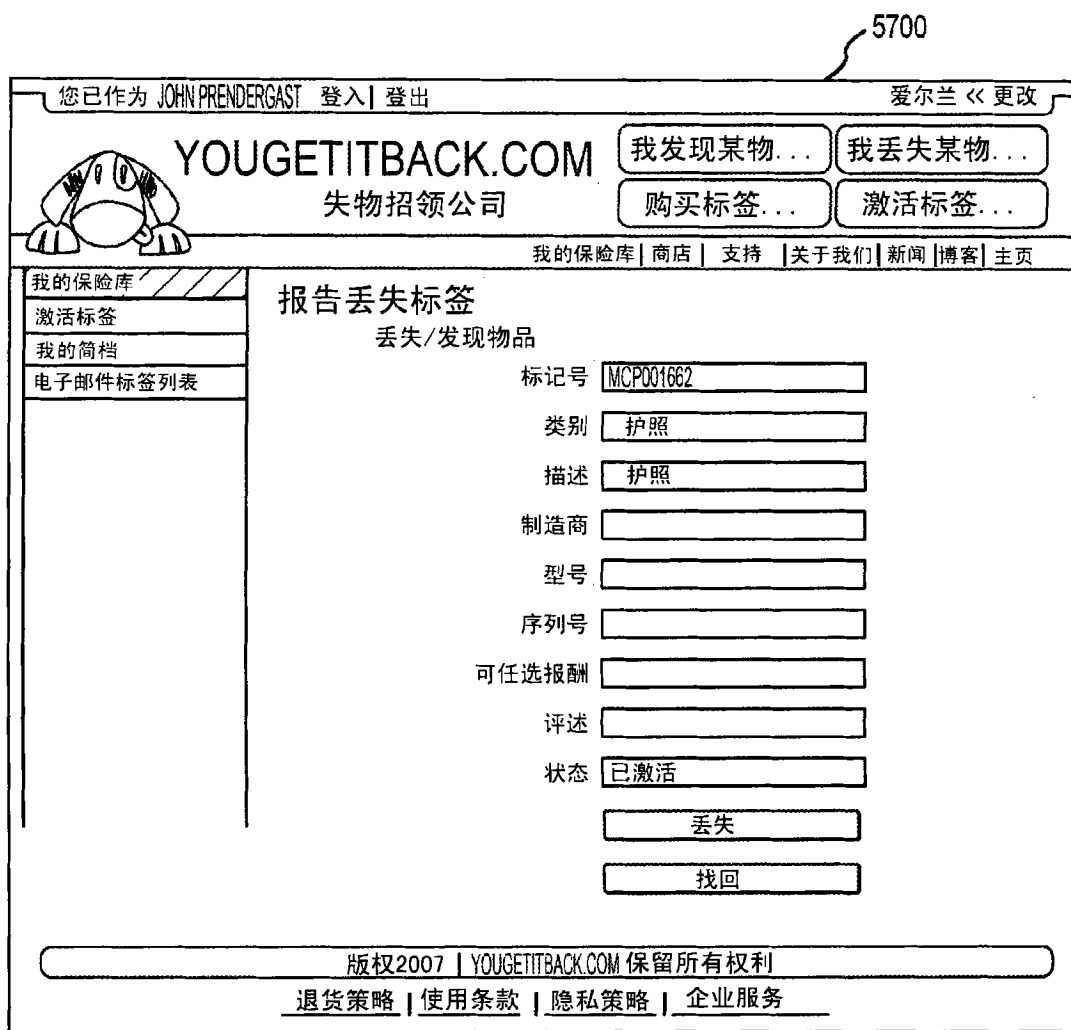 5700
您已作为 JOHN PRENDERGAST 登入| 登出 爱尔兰 << 更改
YOUGETITBACK.COM
失物招领公司
我发现某物... 我丢失某物...
购买标签... 激活标签...
我的保险库| 商店 | 支持 |关于我们| 新闻 |博客| 主页
我的保险库
激活标签
我的简档
电子邮件标签列表
报告丢失标签
丢失/发现物品
标记号 MCP001662
类别 护照
描述 护照
制造商
型号
序列号
可任选报酬
评述
状态 已激活
丢失
找回
版权2007 | YOUGETITBACK.COM 保留所有权利
退货策略 | 使用条款 | 隐私策略 | 企业服务